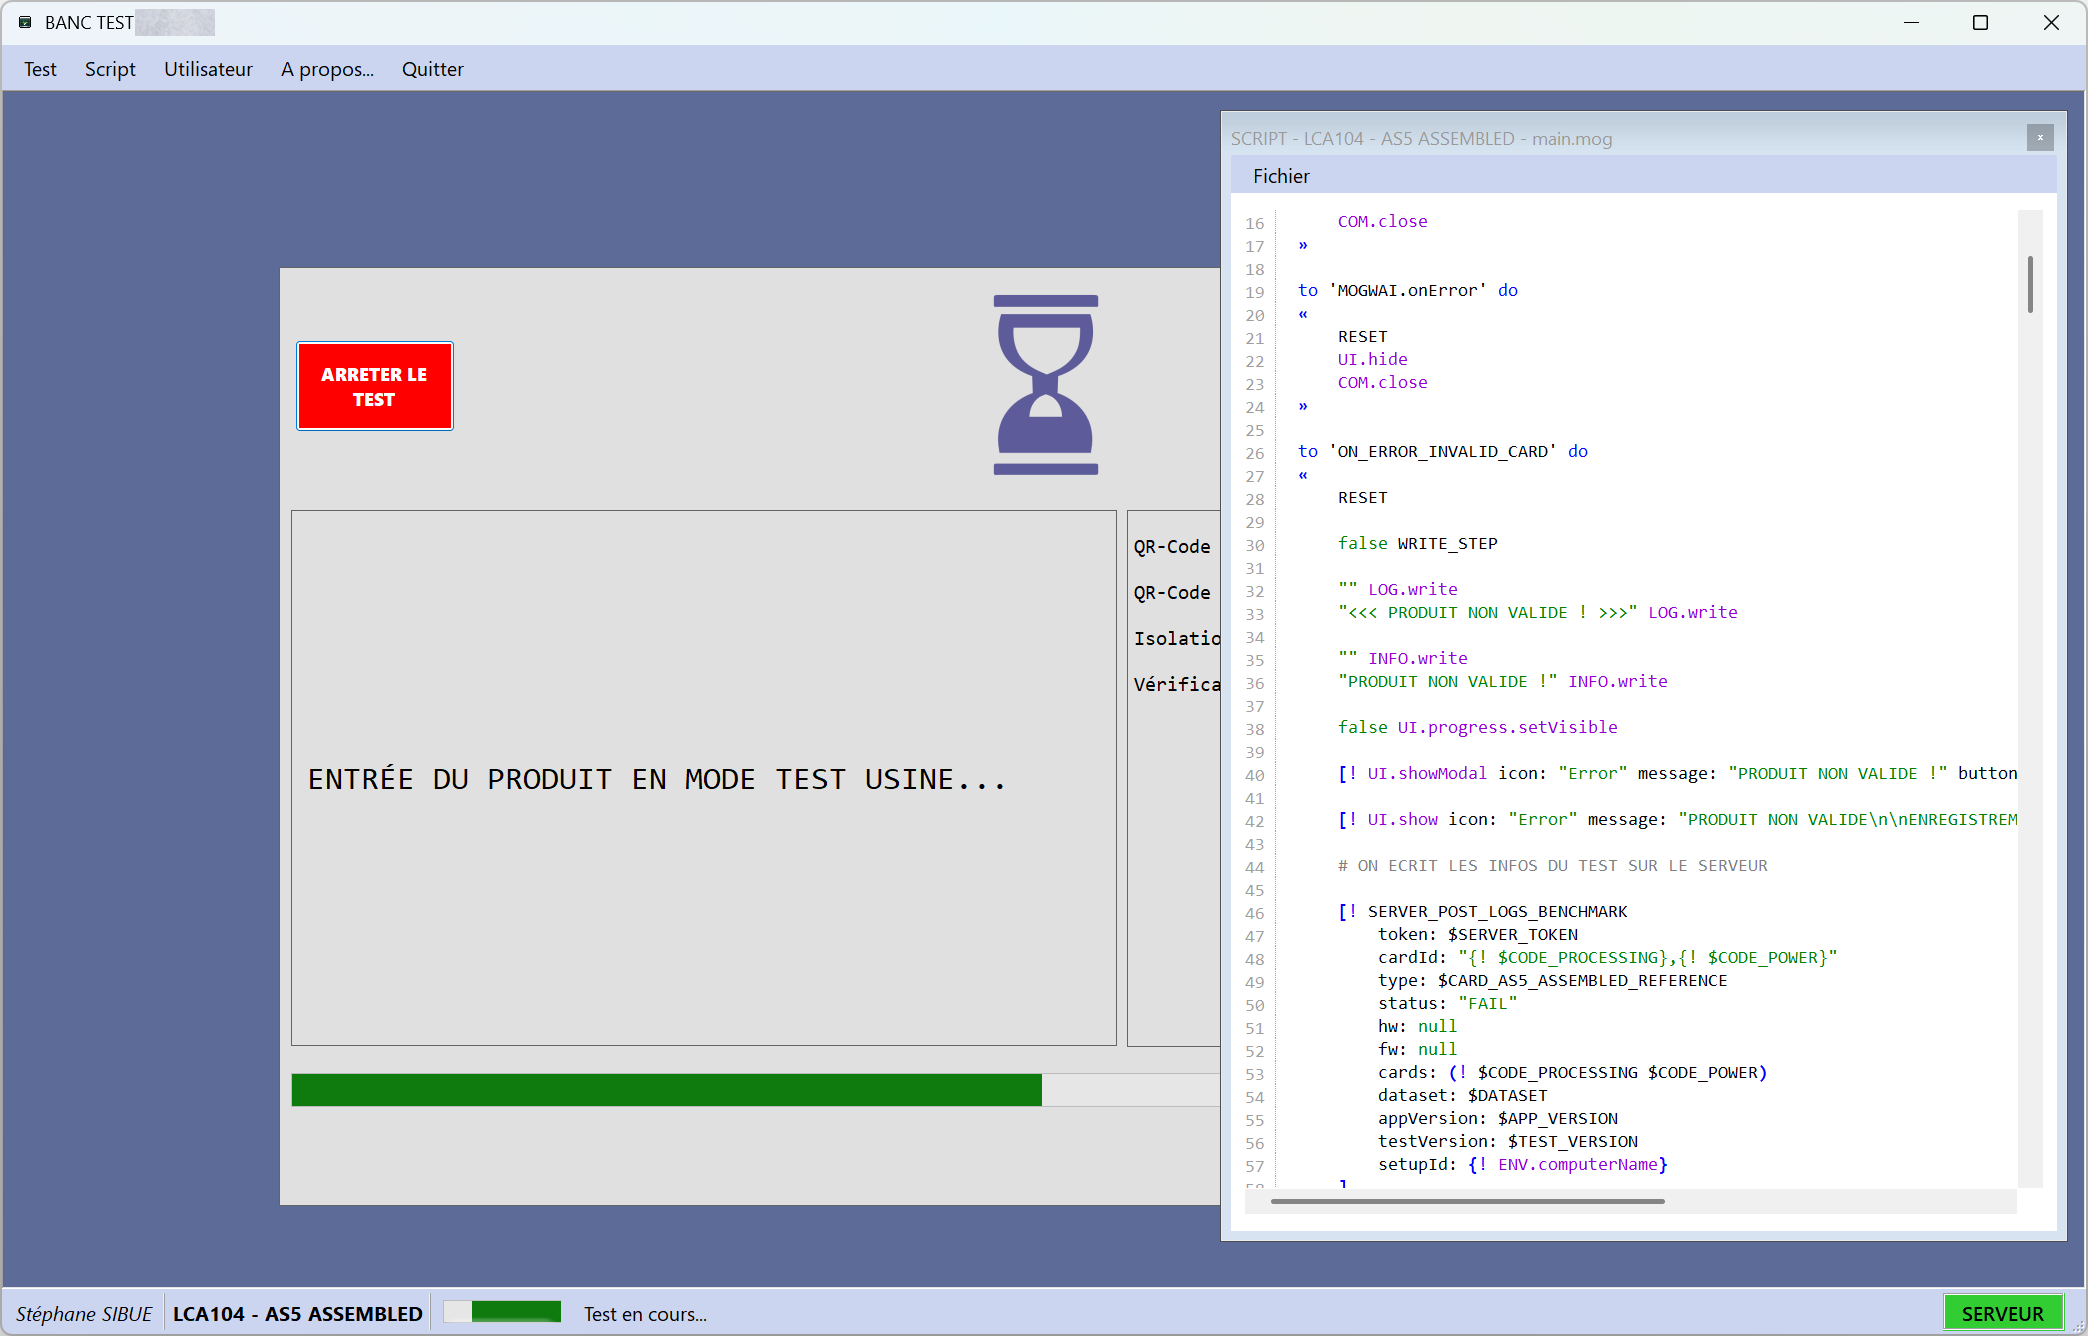 BANC TEST
Test Script Utilisateur A propos... Quitter
ARRETER LE
TEST
ENTRÉE DU PRODUIT EN MODE TEST USINE...
QR-Code
QR-Code
Isolatio
Vérifica
SCRIPT - LCA104 - AS5 ASSEMBLED - main.mog
x
Fichier
16 COM.close
17 »
18
19 to 'MOGWAI.onError' do
20 «
21 RESET
22 UI.hide
23 COM.close
24 »
25
26 to 'ON_ERROR_INVALID_CARD' do
27 «
28 RESET
29
30 false WRITE_STEP
31
32 "" LOG.write
33 "<<< PRODUIT NON VALIDE ! >>>" LOG.write
34
35 "" INFO.write
36 "PRODUIT NON VALIDE !" INFO.write
37
38 false UI.progress.setVisible
39
40 [! UI.showModal icon: "Error" message: "PRODUIT NON VALIDE !" button
41
42 [! UI.show icon: "Error" message: "PRODUIT NON VALIDE\n\nENREGISTREM
43
44 # ON ECRIT LES INFOS DU TEST SUR LE SERVEUR
45
46 [! SERVER_POST_LOGS_BENCHMARK
47 token: $SERVER_TOKEN
48 cardId: "{! $CODE_PROCESSING},{! $CODE_POWER}"
49 type: $CARD_AS5_ASSEMBLED_REFERENCE
50 status: "FAIL"
51 hw: null
52 fw: null
53 cards: (! $CODE_PROCESSING $CODE_POWER)
54 dataset: $DATASET
55 appVersion: $APP_VERSION
56 testVersion: $TEST_VERSION
57 setupId: {! ENV.computerName}
58 ]
Stéphane SIBUE LCA104 - AS5 ASSEMBLED Test en cours... SERVEUR